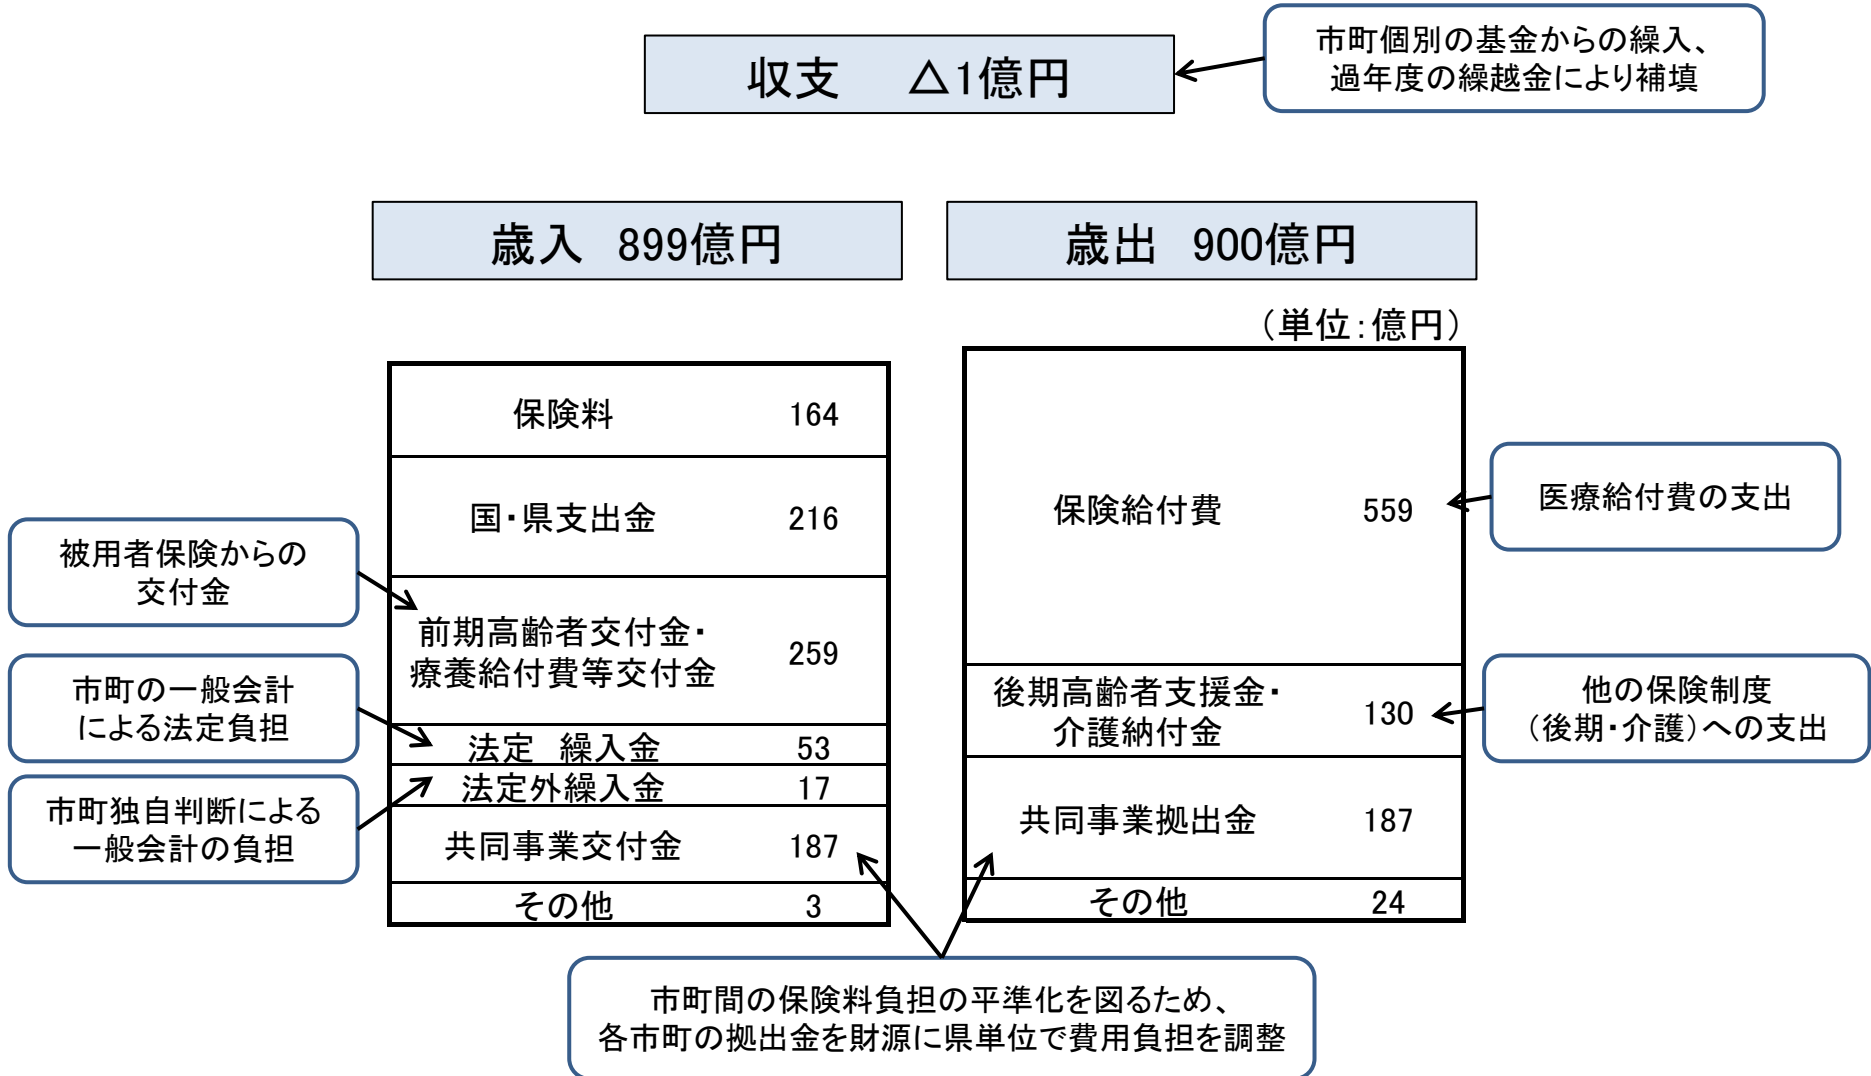 収支　△1億円
市町個別の基金からの繰入、
過年度の繰越金により補填
歳入　899億円
歳出　900億円
（単位：億円）
保険料　164
国・県支出金　216
前期高齢者交付金・
療養給付費等交付金　259
法定　繰入金　53
法定外繰入金　17
共同事業交付金　187
その他　3
保険給付費　559
後期高齢者支援金・
介護納付金　130
共同事業拠出金　187
その他　24
被用者保険からの
交付金
市町の一般会計
による法定負担
市町独自判断による
一般会計の負担
医療給付費の支出
他の保険制度
（後期・介護）への支出
市町間の保険料負担の平準化を図るため、
各市町の拠出金を財源に県単位で費用負担を調整